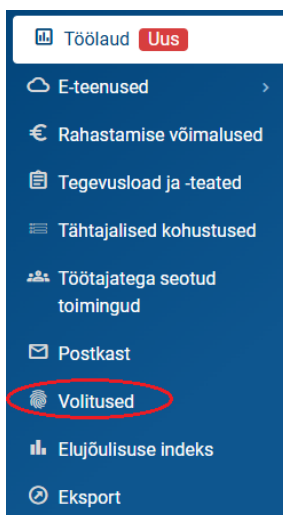 Töölaud Uus
E-teenused
Rahastamise võimalused
Tegevusload ja -teated
Tähtajalised kohustused
Töötajatega seotud
toimingud
Postkast
Volitused
Elujõulisuse indeks
Eksport